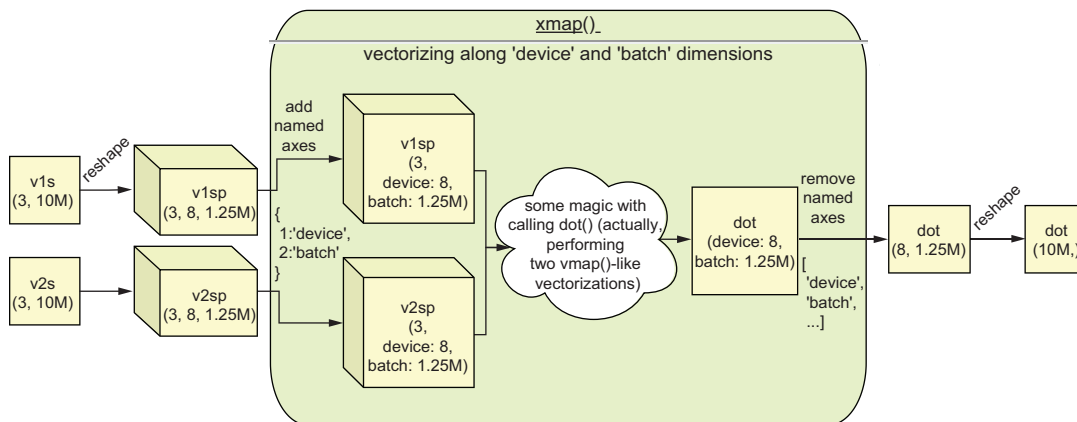 xmap()
vectorizing along 'device' and 'batch' dimensions
v1s
(3, 10M)
reshape
v1sp
(3, 8, 1.25M)
add
named
axes
{
1:'device',
2:'batch'
}
v1sp
(3,
device: 8,
batch: 1.25M)
v2s
(3, 10M)
v2sp
(3, 8, 1.25M)
v2sp
(3,
device: 8,
batch: 1.25M)
some magic with
calling dot() (actually,
performing
two vmap()-like
vectorizations)
dot
(device: 8,
batch: 1.25M)
remove
named
axes
[
'device',
'batch',
...]
dot
(8, 1.25M)
reshape
dot
(10M,)